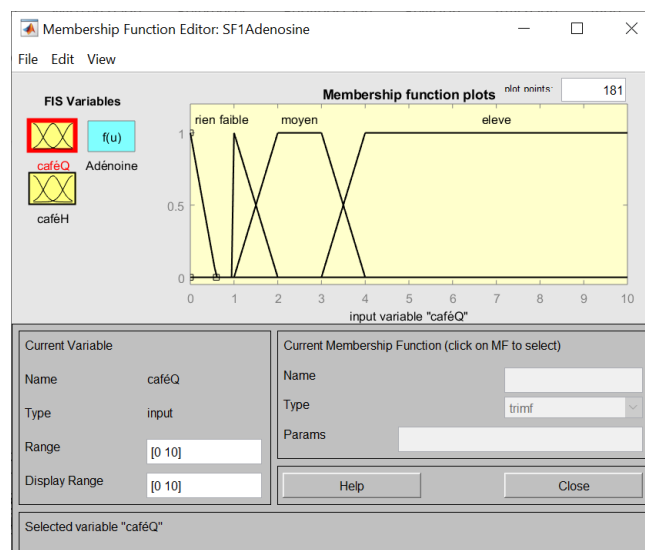 Membership Function Editor: SF1Adenosine
File Edit View
FIS Variables
f(u)
caféQ Adénoine
caféH
Membership function plots
plot points:
181
rien faible moyen eleve
1
0.5
0
0 1 2 3 4 5 6 7 8 9 10
input variable "caféQ"
Current Variable
Name caféQ
Type input
Range [0 10]
Display Range [0 10]
Current Membership Function (click on MF to select)
Name
Type trimf
Params
Help Close
Selected variable "caféQ"